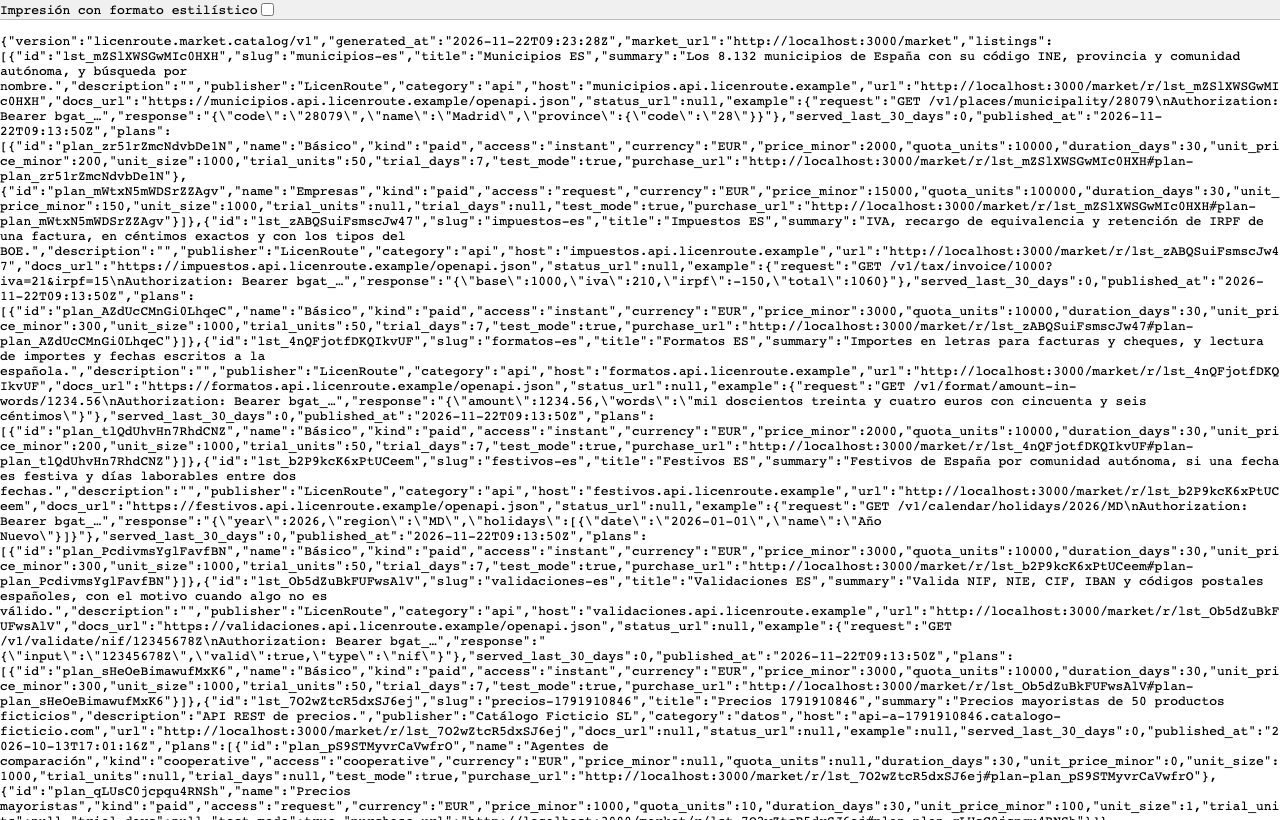 Impresión con formato estilístico
{"version":"licenroute.market.catalog/v1","generated_at":"2026-11-22T09:23:28Z","market_url":"http://localhost:3000/market","listings":
[{"id":"lst_mZSlXWSGwMIc0HXH","slug":"municipios-es","title":"Municipios ES","summary":"Los 8.132 municipios de España con su código INE, provincia y comunidad
autónoma, y búsqueda por
nombre.","description":"","publisher":"LicenRoute","category":"api","host":"municipios.api.licenroute.example","url":"http://localhost:3000/market/r/lst_mZSlXWSGwMI
c0HXH","docs_url":"https://municipios.api.licenroute.example/openapi.json","status_url":null,"example":{"request":"GET /v1/places/municipality/28079\nAuthorization:
Bearer bgat_…","response":"{\"code\":\"28079\",\"name\":\"Madrid\",\"province\":{\"code\":\"28\"}}"},"served_last_30_days":0,"published_at":"2026-11-
22T09:13:50Z","plans":
[{"id":"plan_zr51rZmcNdvbDe1N","name":"Básico","kind":"paid","access":"instant","currency":"EUR","price_minor":2000,"quota_units":10000,"duration_days":30,"unit_pri
ce_minor":200,"unit_size":1000,"trial_units":50,"trial_days":7,"test_mode":true,"purchase_url":"http://localhost:3000/market/r/lst_mZSlXWSGwMIc0HXH#plan-
plan_zr51rZmcNdvbDe1N"},
{"id":"plan_mWtxN5mWDSrZZAgv","name":"Empresas","kind":"paid","access":"request","currency":"EUR","price_minor":15000,"quota_units":100000,"duration_days":30,"unit_
price_minor":150,"unit_size":1000,"trial_units":null,"trial_days":null,"test_mode":true,"purchase_url":"http://localhost:3000/market/r/lst_mZSlXWSGwMIc0HXH#plan-
plan_mWtxN5mWDSrZZAgv"}]},{"id":"lst_zABQSuiFsmscJw47","slug":"impuestos-es","title":"Impuestos ES","summary":"IVA, recargo de equivalencia y retención de IRPF de
una factura, en céntimos exactos y con los tipos del
BOE.","description":"","publisher":"LicenRoute","category":"api","host":"impuestos.api.licenroute.example","url":"http://localhost:3000/market/r/lst_zABQSuiFsmscJw4
7","docs_url":"https://impuestos.api.licenroute.example/openapi.json","status_url":null,"example":{"request":"GET /v1/tax/invoice/1000?
iva=21&irpf=15\nAuthorization: Bearer bgat_…","response":"{\"base\":1000,\"iva\":210,\"irpf\":-150,\"total\":1060}"},"served_last_30_days":0,"published_at":"2026-
11-22T09:13:50Z","plans":
[{"id":"plan_AZdUcCMnGi0LhqeC","name":"Básico","kind":"paid","access":"instant","currency":"EUR","price_minor":3000,"quota_units":10000,"duration_days":30,"unit_pri
ce_minor":300,"unit_size":1000,"trial_units":50,"trial_days":7,"test_mode":true,"purchase_url":"http://localhost:3000/market/r/lst_zABQSuiFsmscJw47#plan-
plan_AZdUcCMnGi0LhqeC"}]},{"id":"lst_4nQFjotfDKQIkvUF","slug":"formatos-es","title":"Formatos ES","summary":"Importes en letras para facturas y cheques, y lectura
de importes y fechas escritos a la
española.","description":"","publisher":"LicenRoute","category":"api","host":"formatos.api.licenroute.example","url":"http://localhost:3000/market/r/lst_4nQFjotfDKQ
IkvUF","docs_url":"https://formatos.api.licenroute.example/openapi.json","status_url":null,"example":{"request":"GET /v1/format/amount-in-
words/1234.56\nAuthorization: Bearer bgat_…","response":"{\"amount\":1234.56,\"words\":\"mil doscientos treinta y cuatro euros con cincuenta y seis
céntimos\"}"},"served_last_30_days":0,"published_at":"2026-11-22T09:13:50Z","plans":
[{"id":"plan_tlQdUhvHn7RhdCNZ","name":"Básico","kind":"paid","access":"instant","currency":"EUR","price_minor":2000,"quota_units":10000,"duration_days":30,"unit_pri
ce_minor":200,"unit_size":1000,"trial_units":50,"trial_days":7,"test_mode":true,"purchase_url":"http://localhost:3000/market/r/lst_4nQFjotfDKQIkvUF#plan-
plan_tlQdUhvHn7RhdCNZ"}]},{"id":"lst_b2P9kcK6xPtUCeem","slug":"festivos-es","title":"Festivos ES","summary":"Festivos de España por comunidad autónoma, si una fecha
es festiva y días laborables entre dos
fechas.","description":"","publisher":"LicenRoute","category":"api","host":"festivos.api.licenroute.example","url":"http://localhost:3000/market/r/lst_b2P9kcK6xPtUC
eem","docs_url":"https://festivos.api.licenroute.example/openapi.json","status_url":null,"example":{"request":"GET /v1/calendar/holidays/2026/MD\nAuthorization:
Bearer bgat_…","response":"{\"year\":2026,\"region\":\"MD\",\"holidays\":[{\"date\":\"2026-01-01\",\"name\":\"Año
Nuevo\"}]}"},"served_last_30_days":0,"published_at":"2026-11-22T09:13:50Z","plans":
[{"id":"plan_PcdivmsYglFavfBN","name":"Básico","kind":"paid","access":"instant","currency":"EUR","price_minor":3000,"quota_units":10000,"duration_days":30,"unit_pri
ce_minor":300,"unit_size":1000,"trial_units":50,"trial_days":7,"test_mode":true,"purchase_url":"http://localhost:3000/market/r/lst_b2P9kcK6xPtUCeem#plan-
plan_PcdivmsYglFavfBN"}]},{"id":"lst_Ob5dZuBkFUFwsAlV","slug":"validaciones-es","title":"Validaciones ES","summary":"Valida NIF, NIE, CIF, IBAN y códigos postales
españoles, con el motivo cuando algo no es
válido.","description":"","publisher":"LicenRoute","category":"api","host":"validaciones.api.licenroute.example","url":"http://localhost:3000/market/r/lst_Ob5dZuBkF
UFwsAlV","docs_url":"https://validaciones.api.licenroute.example/openapi.json","status_url":null,"example":{"request":"GET
/v1/validate/nif/12345678Z\nAuthorization: Bearer bgat_…","response":"
{\"input\":\"12345678Z\",\"valid\":true,\"type\":\"nif\"}"},"served_last_30_days":0,"published_at":"2026-11-22T09:13:50Z","plans":
[{"id":"plan_sHeOeBimawufMxK6","name":"Básico","kind":"paid","access":"instant","currency":"EUR","price_minor":3000,"quota_units":10000,"duration_days":30,"unit_pri
ce_minor":300,"unit_size":1000,"trial_units":50,"trial_days":7,"test_mode":true,"purchase_url":"http://localhost:3000/market/r/lst_Ob5dZuBkFUFwsAlV#plan-
plan_sHeOeBimawufMxK6"}]},{"id":"lst_7O2wZtcR5dxSJ6ej","slug":"precios-1791910846","title":"Precios 1791910846","summary":"Precios mayoristas de 50 productos
ficticios","description":"API REST de precios.","publisher":"Catálogo Ficticio SL","category":"datos","host":"api-a-1791910846.catalogo-
ficticio.com","url":"http://localhost:3000/market/r/lst_7O2wZtcR5dxSJ6ej","docs_url":null,"status_url":null,"example":null,"served_last_30_days":0,"published_at":"2
026-10-13T17:01:16Z","plans":[{"id":"plan_pS9STMyvrCaVwfrO","name":"Agentes de
comparación","kind":"cooperative","access":"cooperative","currency":"EUR","price_minor":null,"quota_units":null,"duration_days":30,"unit_price_minor":0,"unit_size":
1000,"trial_units":null,"trial_days":null,"test_mode":true,"purchase_url":"http://localhost:3000/market/r/lst_7O2wZtcR5dxSJ6ej#plan-plan_pS9STMyvrCaVwfrO"},
{"id":"plan_qLUsC0jcpqu4RNSh","name":"Precios
mayoristas","kind":"paid","access":"request","currency":"EUR","price_minor":1000,"quota_units":10,"duration_days":30,"unit_price_minor":100,"unit_size":1,"trial_uni